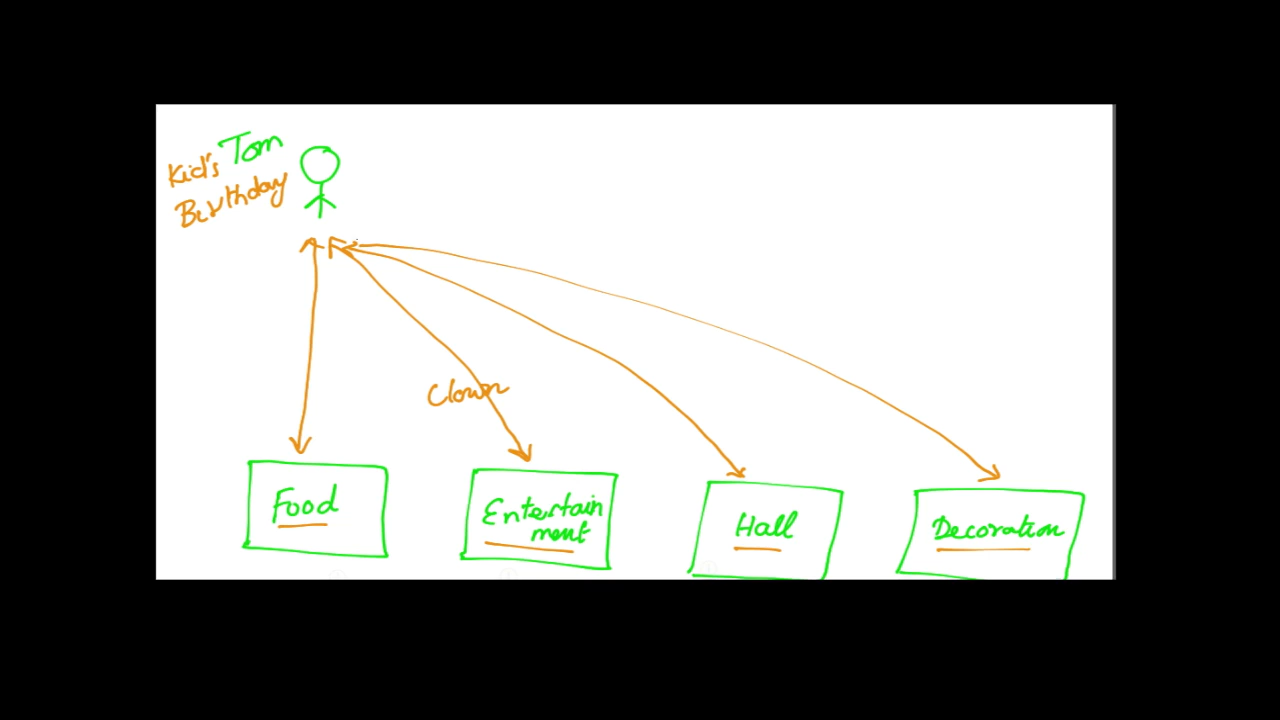 Tom
Kid's
Birthday
Clown
Food
Entertain
ment
Hall
Decoration